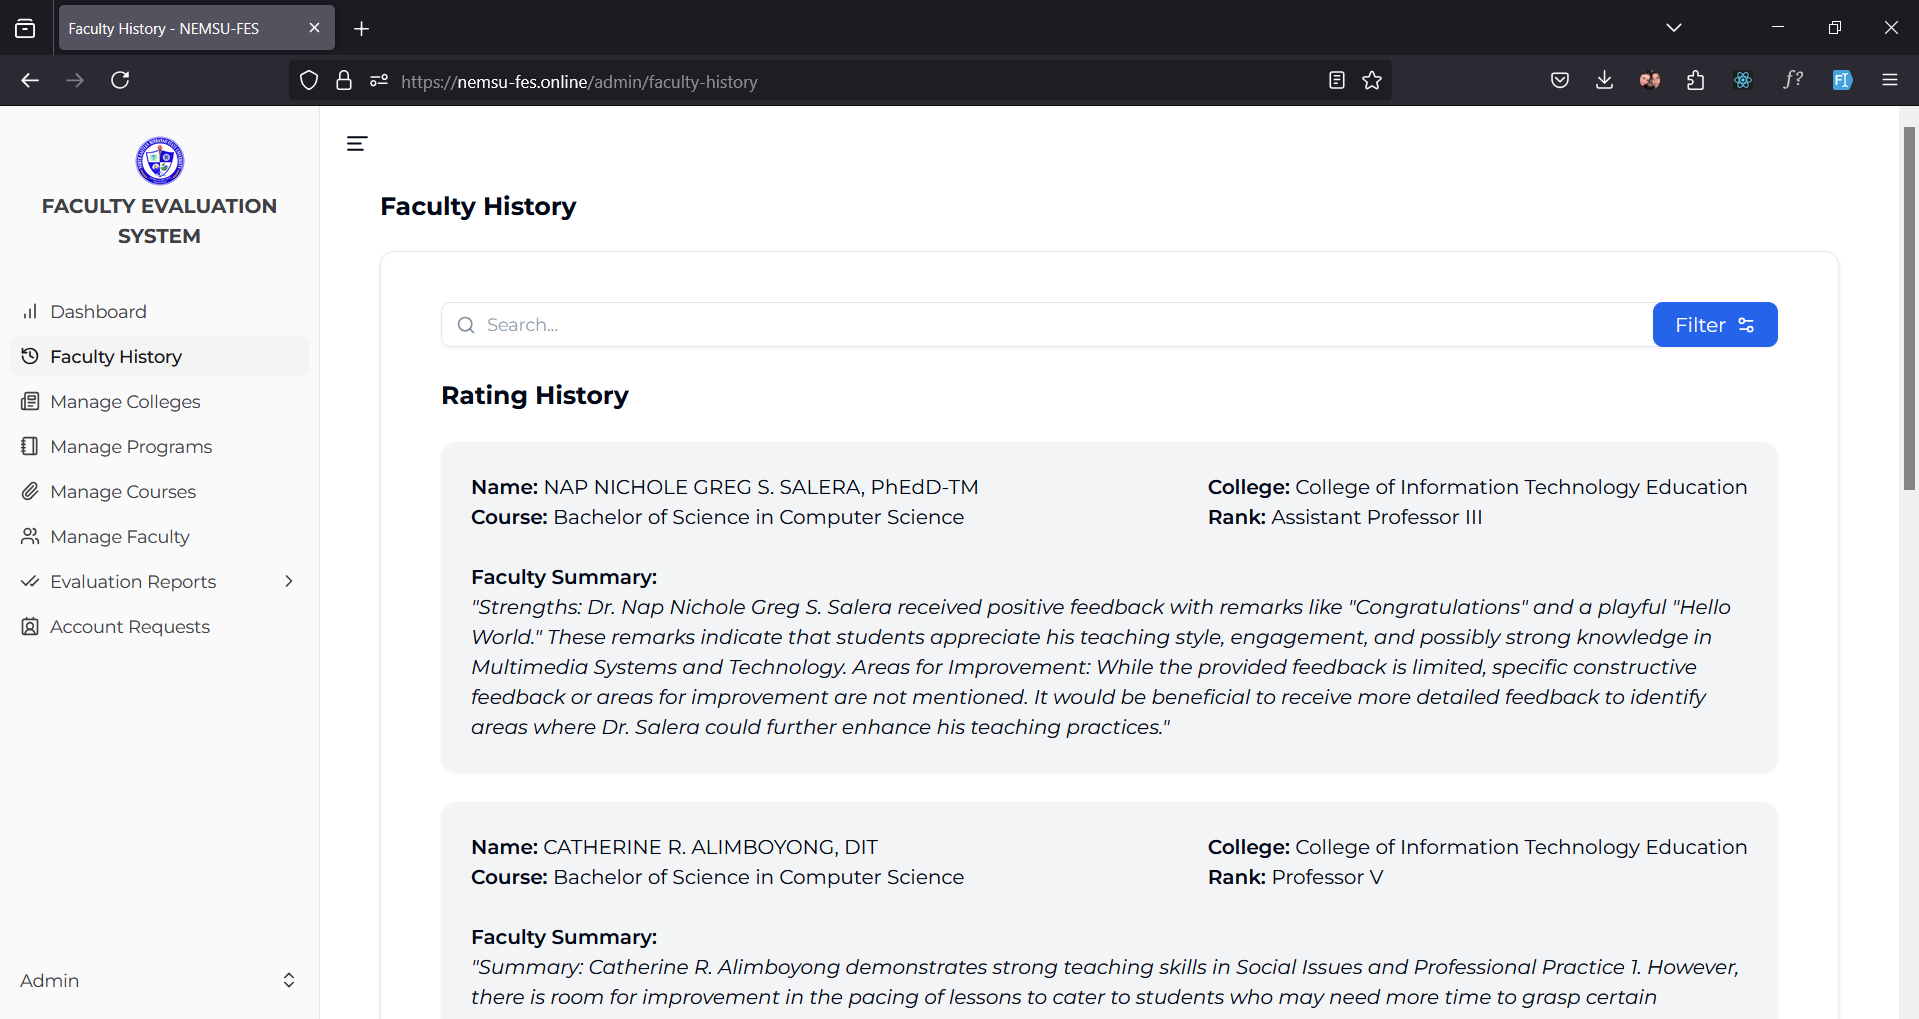 Faculty History - NEMSU-FES
https://nemsu-fes.online/admin/faculty-history
FACULTY EVALUATION
SYSTEM
Dashboard
Faculty History
Manage Colleges
Manage Programs
Manage Courses
Manage Faculty
Evaluation Reports
Account Requests
Admin
Faculty History
Search...
Filter
Rating History
Name: NAP NICHOLE GREG S. SALERA, PhEdD-TM
College: College of Information Technology Education
Course: Bachelor of Science in Computer Science
Rank: Assistant Professor III
Faculty Summary:
"Strengths: Dr. Nap Nichole Greg S. Salera received positive feedback with remarks like "Congratulations" and a playful "Hello
World." These remarks indicate that students appreciate his teaching style, engagement, and possibly strong knowledge in
Multimedia Systems and Technology. Areas for Improvement: While the provided feedback is limited, specific constructive
feedback or areas for improvement are not mentioned. It would be beneficial to receive more detailed feedback to identify
areas where Dr. Salera could further enhance his teaching practices."
Name: CATHERINE R. ALIMBOYONG, DIT
College: College of Information Technology Education
Course: Bachelor of Science in Computer Science
Rank: Professor V
Faculty Summary:
"Summary: Catherine R. Alimboyong demonstrates strong teaching skills in Social Issues and Professional Practice 1. However,
there is room for improvement in the pacing of lessons to cater to students who may need more time to grasp certain